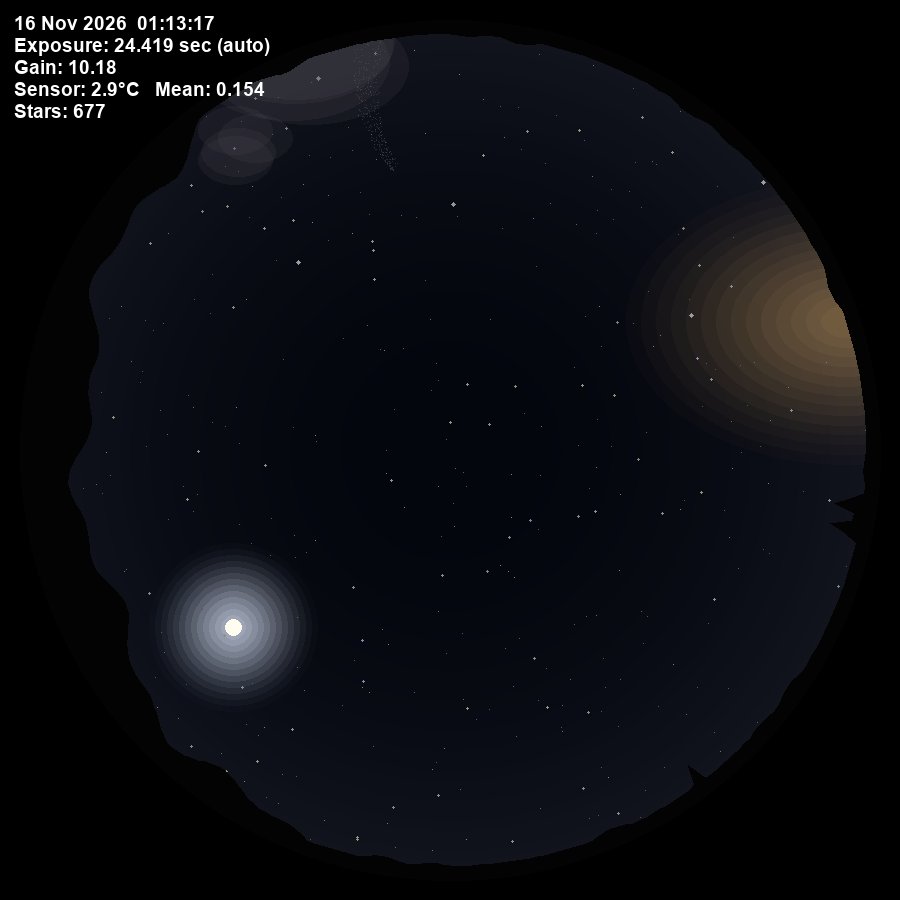 16 Nov 2026  01:13:17
Exposure: 24.419 sec (auto)
Gain: 10.18
Sensor: 2.9°C   Mean: 0.154
Stars: 677